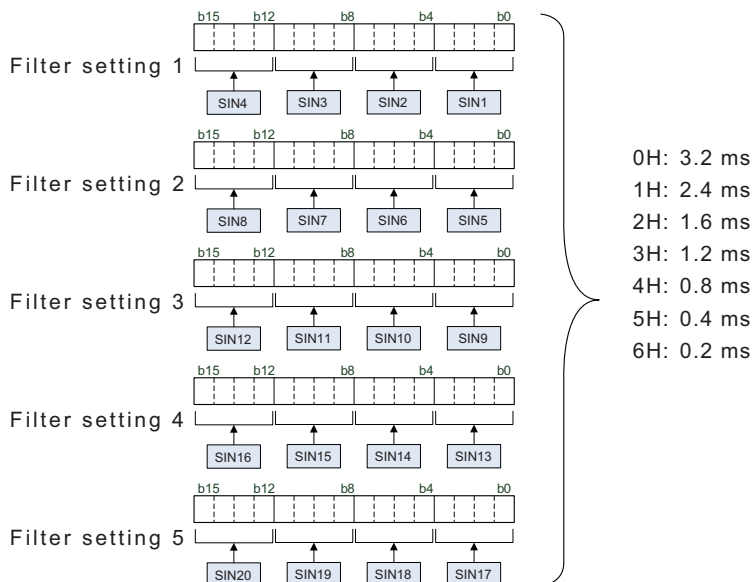 b15 b12 b8 b4 b0
Filter setting 1
SIN4 SIN3 SIN2 SIN1
b15 b12 b8 b4 b0
Filter setting 2
SIN8 SIN7 SIN6 SIN5
b15 b12 b8 b4 b0
Filter setting 3
SIN12 SIN11 SIN10 SIN9
b15 b12 b8 b4 b0
Filter setting 4
SIN16 SIN15 SIN14 SIN13
b15 b12 b8 b4 b0
Filter setting 5
SIN20 SIN19 SIN18 SIN17
0H: 3.2 ms
1H: 2.4 ms
2H: 1.6 ms
3H: 1.2 ms
4H: 0.8 ms
5H: 0.4 ms
6H: 0.2 ms